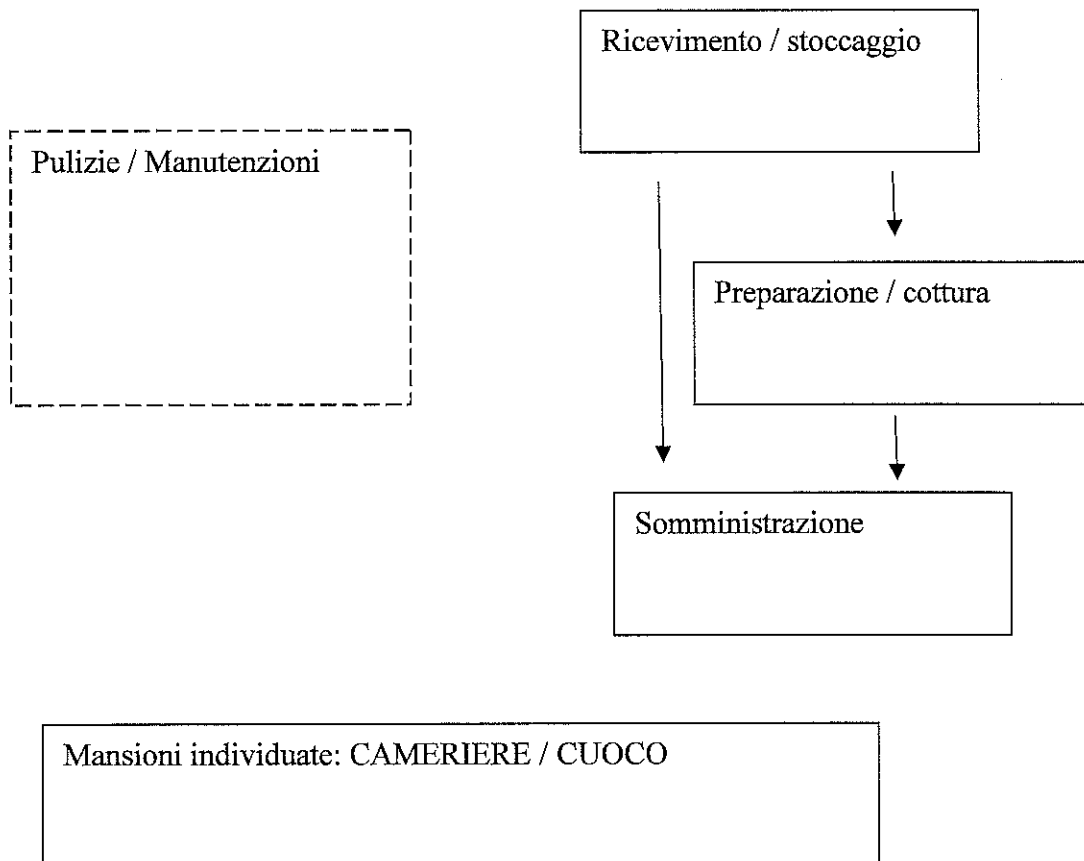 Ricevimento / stoccaggio
Pulizie / Manutenzioni
Preparazione / cottura
Somministrazione
Mansioni individuate: CAMERIERE / CUOCO